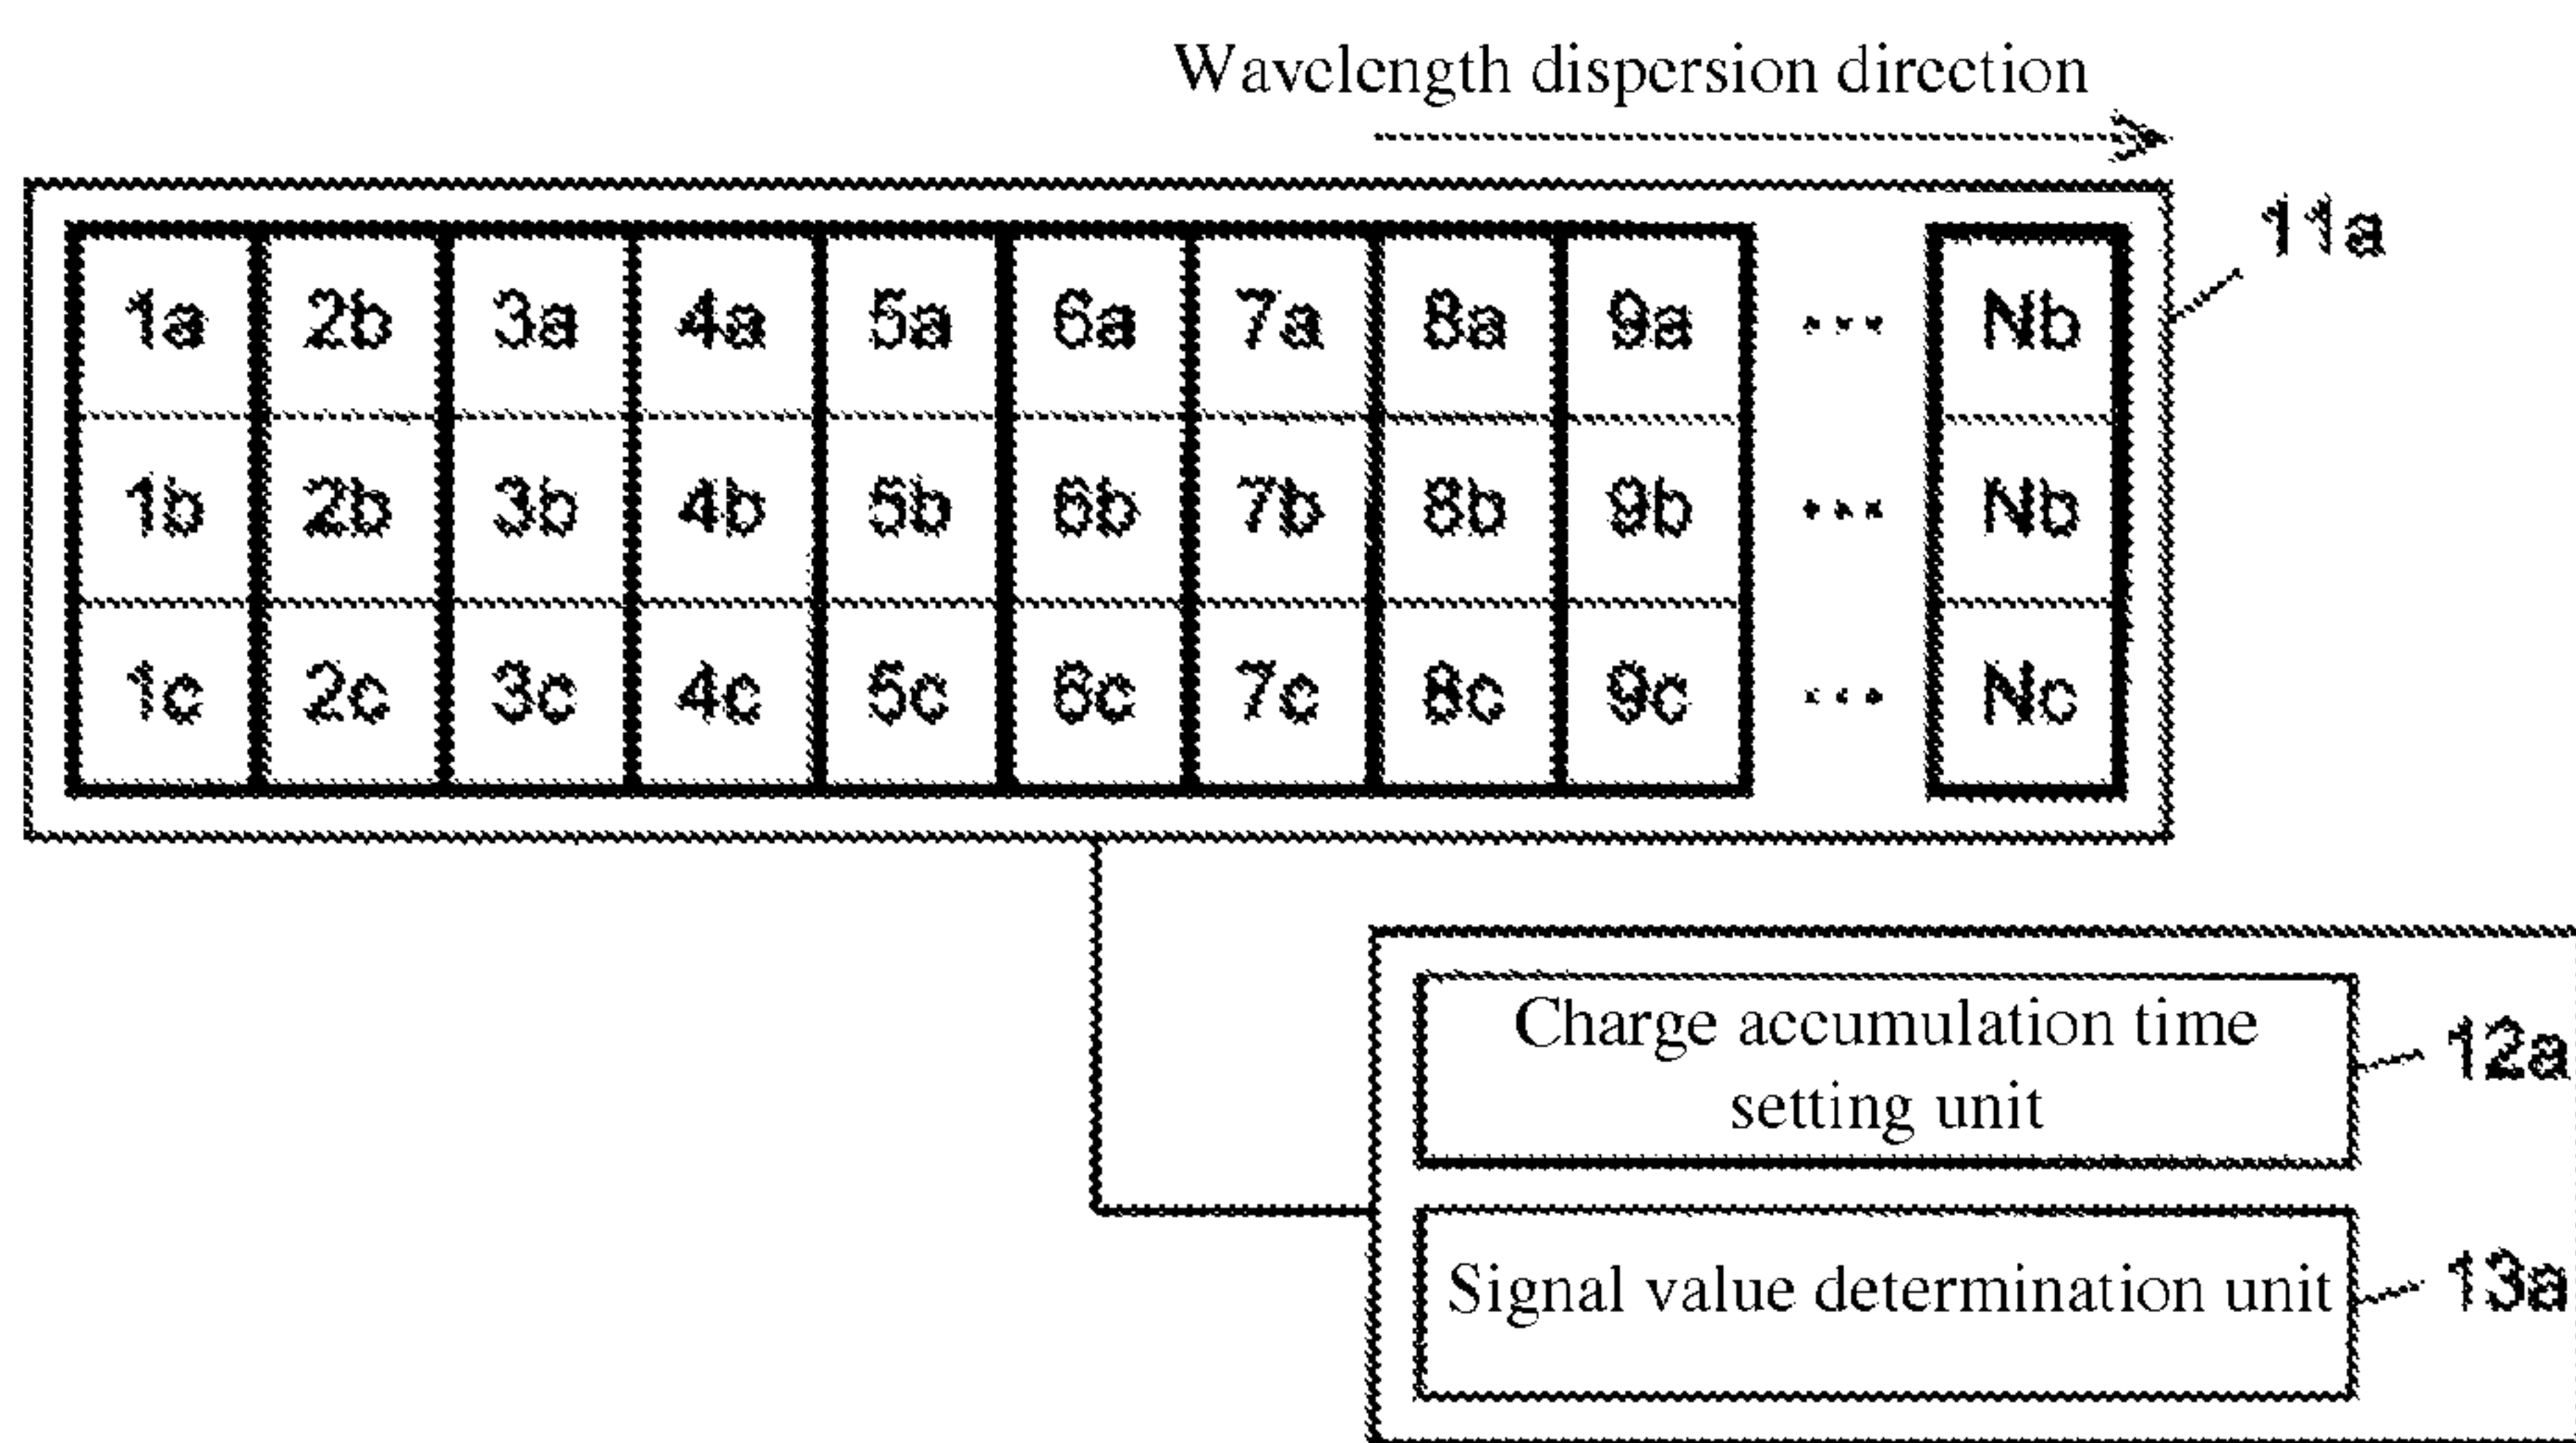 Wavelength dispersion direction
11a
1a 2b 3a 4a 5a 6a 7a 8a 9a ... Nb
1b 2b 3b 4b 5b 6b 7b 8b 9b ... Nb
1c 2c 3c 4c 5c 6c 7c 8c 9c ... Nc
Charge accumulation time
setting unit
12a
Signal value determination unit
13a